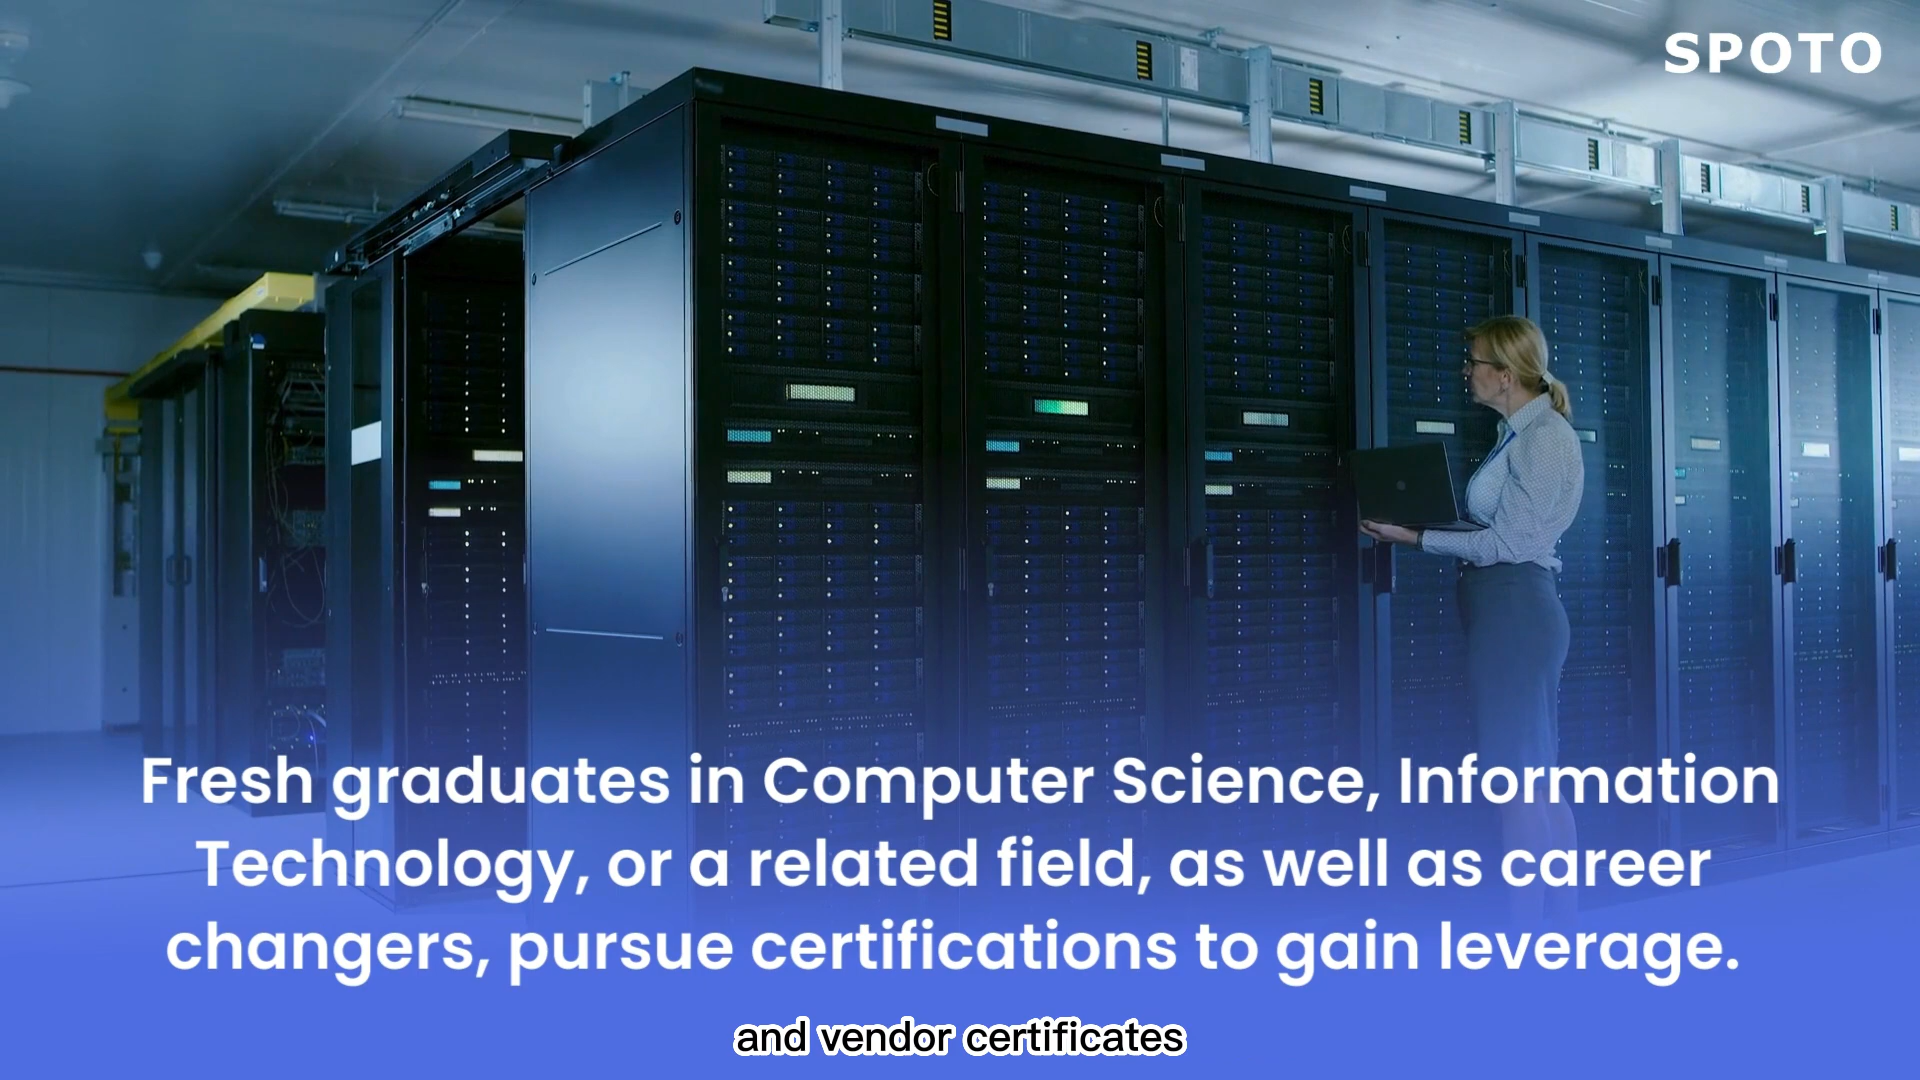 SPOTO
Fresh graduates in Computer Science, Information
Technology, or a related field, as well as career
changers, pursue certifications to gain leverage.
and vendor certificates